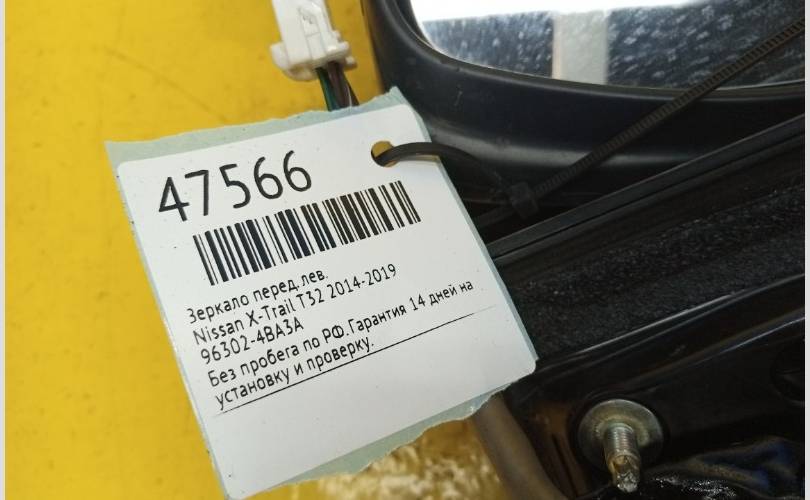 47566
Зеркало перед.лев.
Nissan X-Trail T32 2014-2019
96302-4BA3A
Без пробега по РФ.Гарантия 14 дней на
установку и проверку.